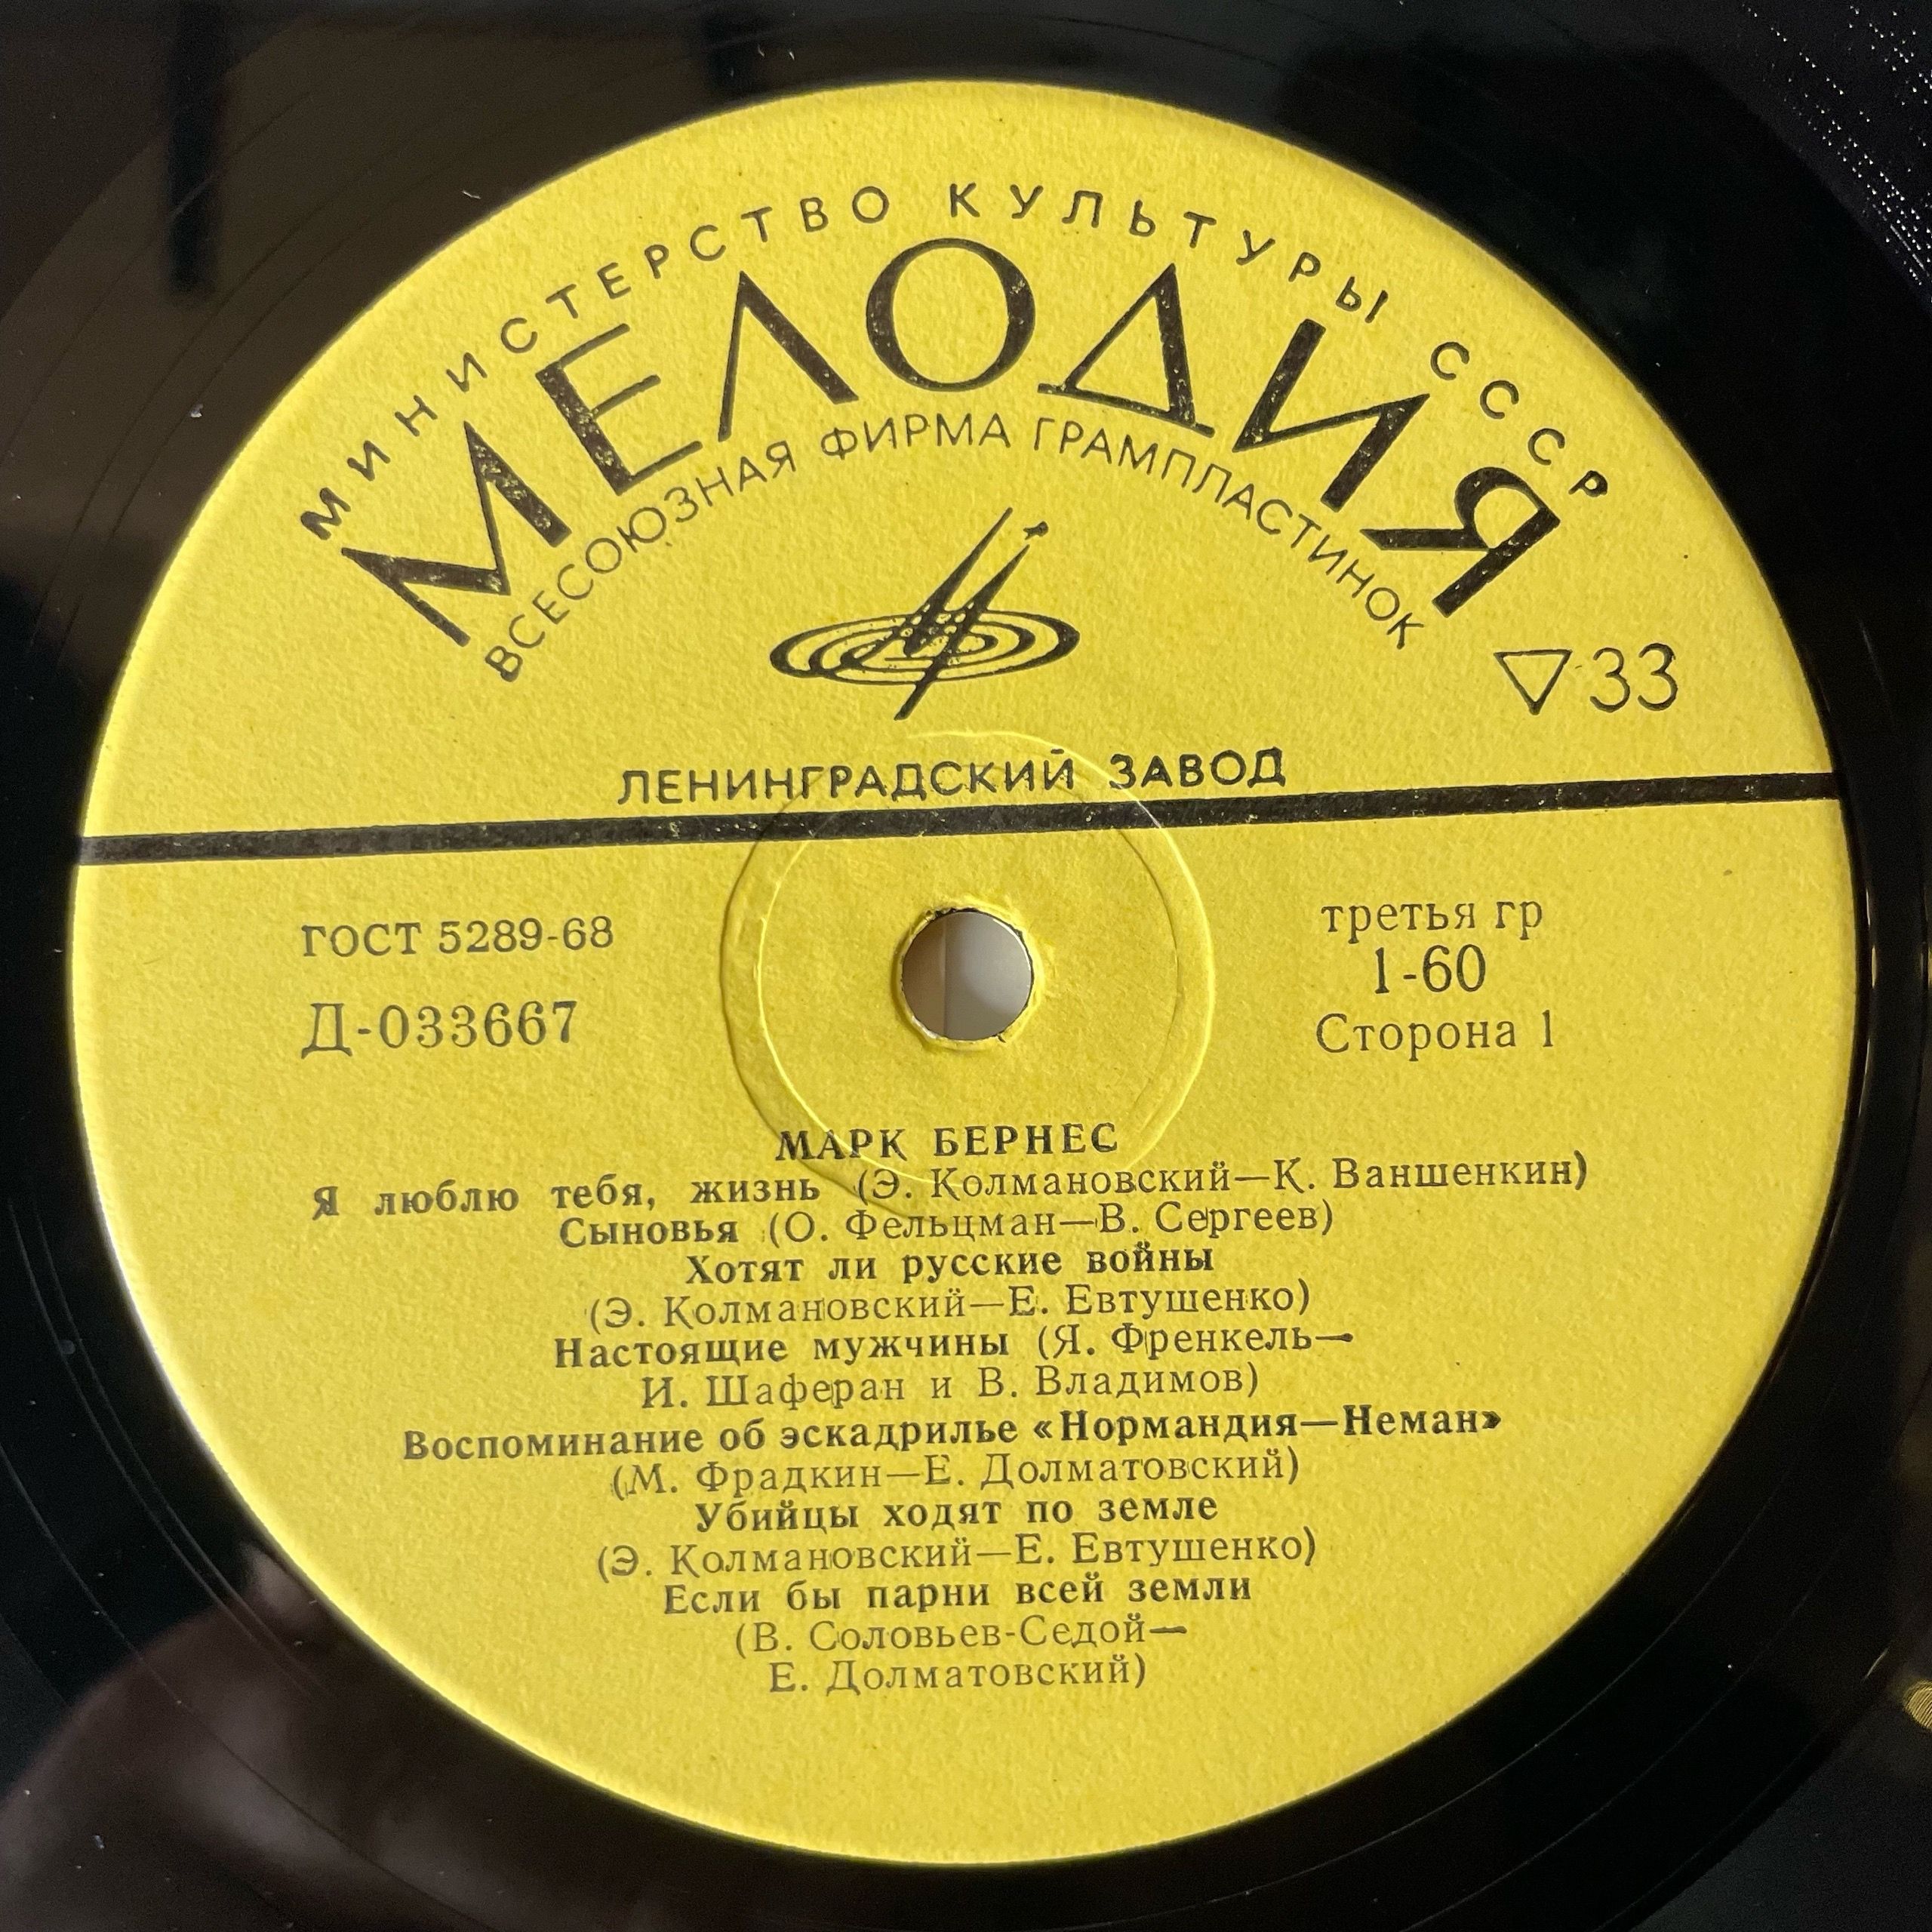 МИНИСТЕРСТВО КУЛЬТУРЫ СССР
МЕЛОДИЯ
ВСЕСОЮЗНАЯ ФИРМА ГРАМПЛАСТИНОК
▽33
ЛЕНИНГРАДСКИЙ ЗАВОД
ГОСТ 5289-68
Д-033667
третья гр
1-60
Сторона 1
МАРК БЕРНЕС
Я люблю тебя, жизнь (Э. Колмановский—К. Ваншенкин)
Сыновья (О. Фельцман—В. Сергеев)
Хотят ли русские войны
(Э. Колмановский—Е. Евтушенко)
Настоящие мужчины (Я. Френкель—
И. Шаферан и В. Владимов)
Воспоминание об эскадрилье «Нормандия—Неман»
(М. Фрадкин—Е. Долматовский)
Убийцы ходят по земле
(Э. Колмановский—Е. Евтушенко)
Если бы парни всей земли
(В. Соловьев-Седой—
Е. Долматовский)